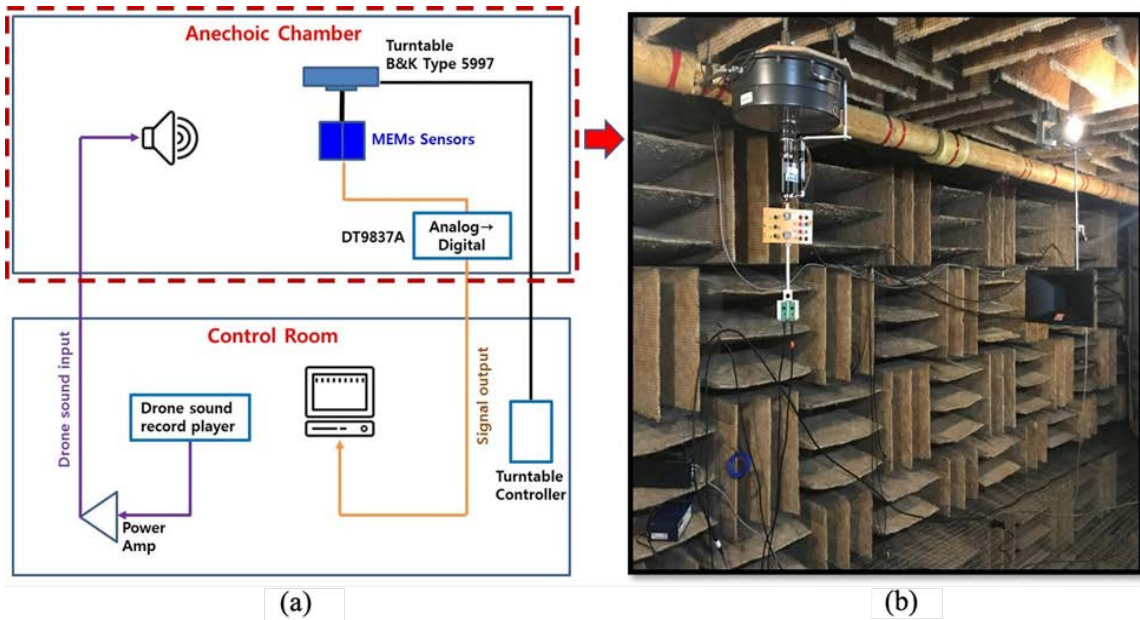 Anechoic Chamber
Turntable
B&K Type 5997
MEMs Sensors
DT9837A
Analog→
Digital
Control Room
Drone sound input
Drone sound
record player
Signal output
Power
Amp
Turntable
Controller
(a)
(b)